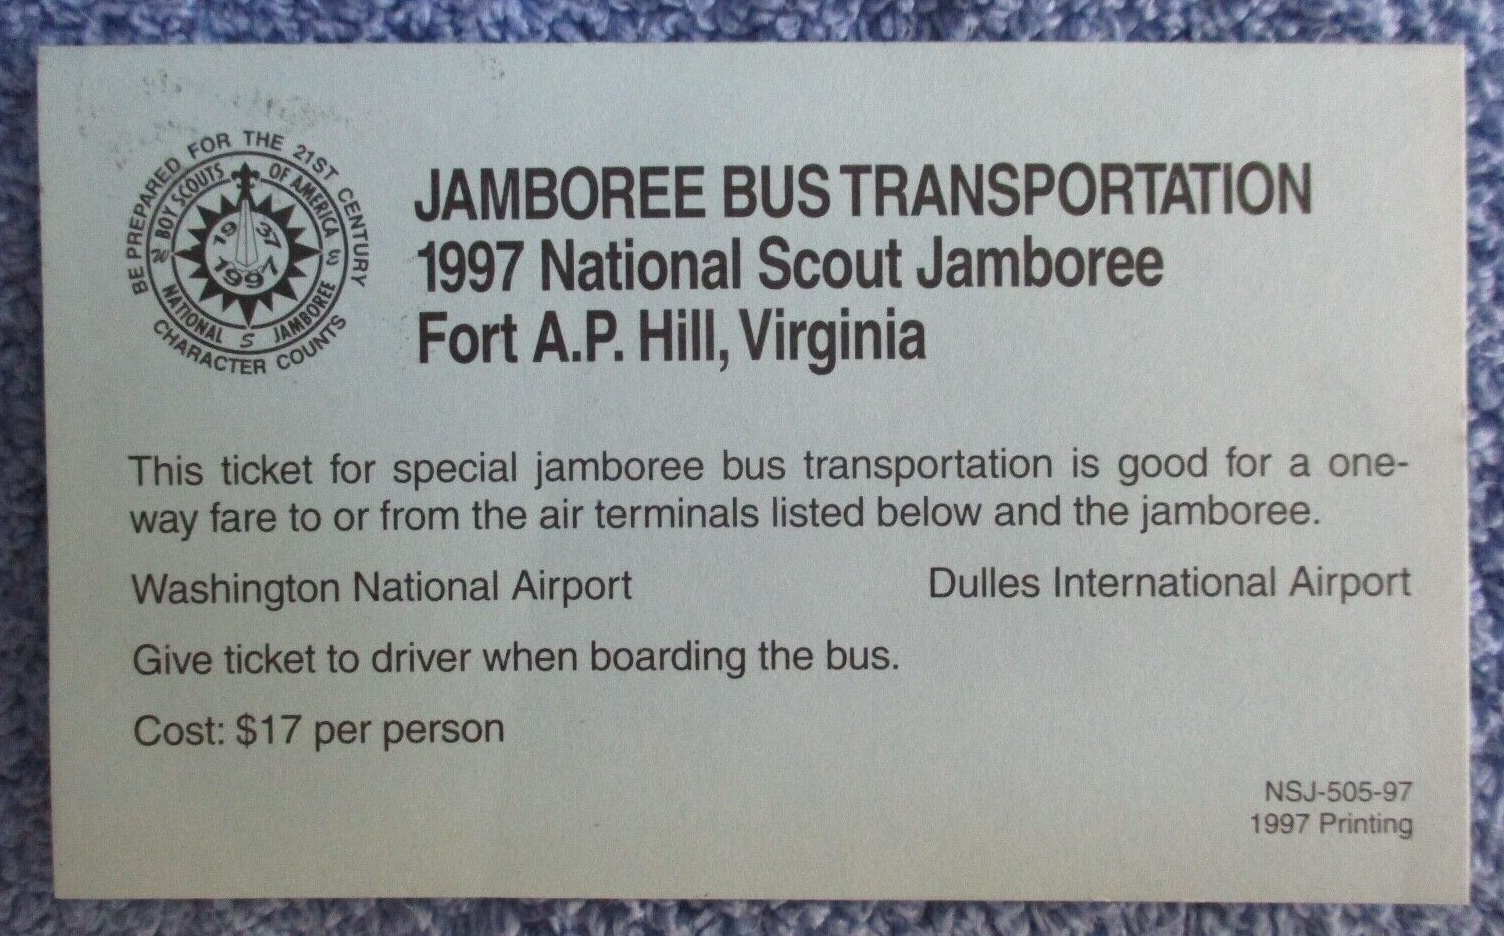 BE PREPARED FOR THE 21ST CENTURY
BOY SCOUTS OF AMERICA
1937
1997
NATIONAL S JAMBOREE
CHARACTER COUNTS
JAMBOREE BUS TRANSPORTATION
1997 National Scout Jamboree
Fort A.P. Hill, Virginia
This ticket for special jamboree bus transportation is good for a one-
way fare to or from the air terminals listed below and the jamboree.
Washington National Airport Dulles International Airport
Give ticket to driver when boarding the bus.
Cost: $17 per person
NSJ-505-97
1997 Printing